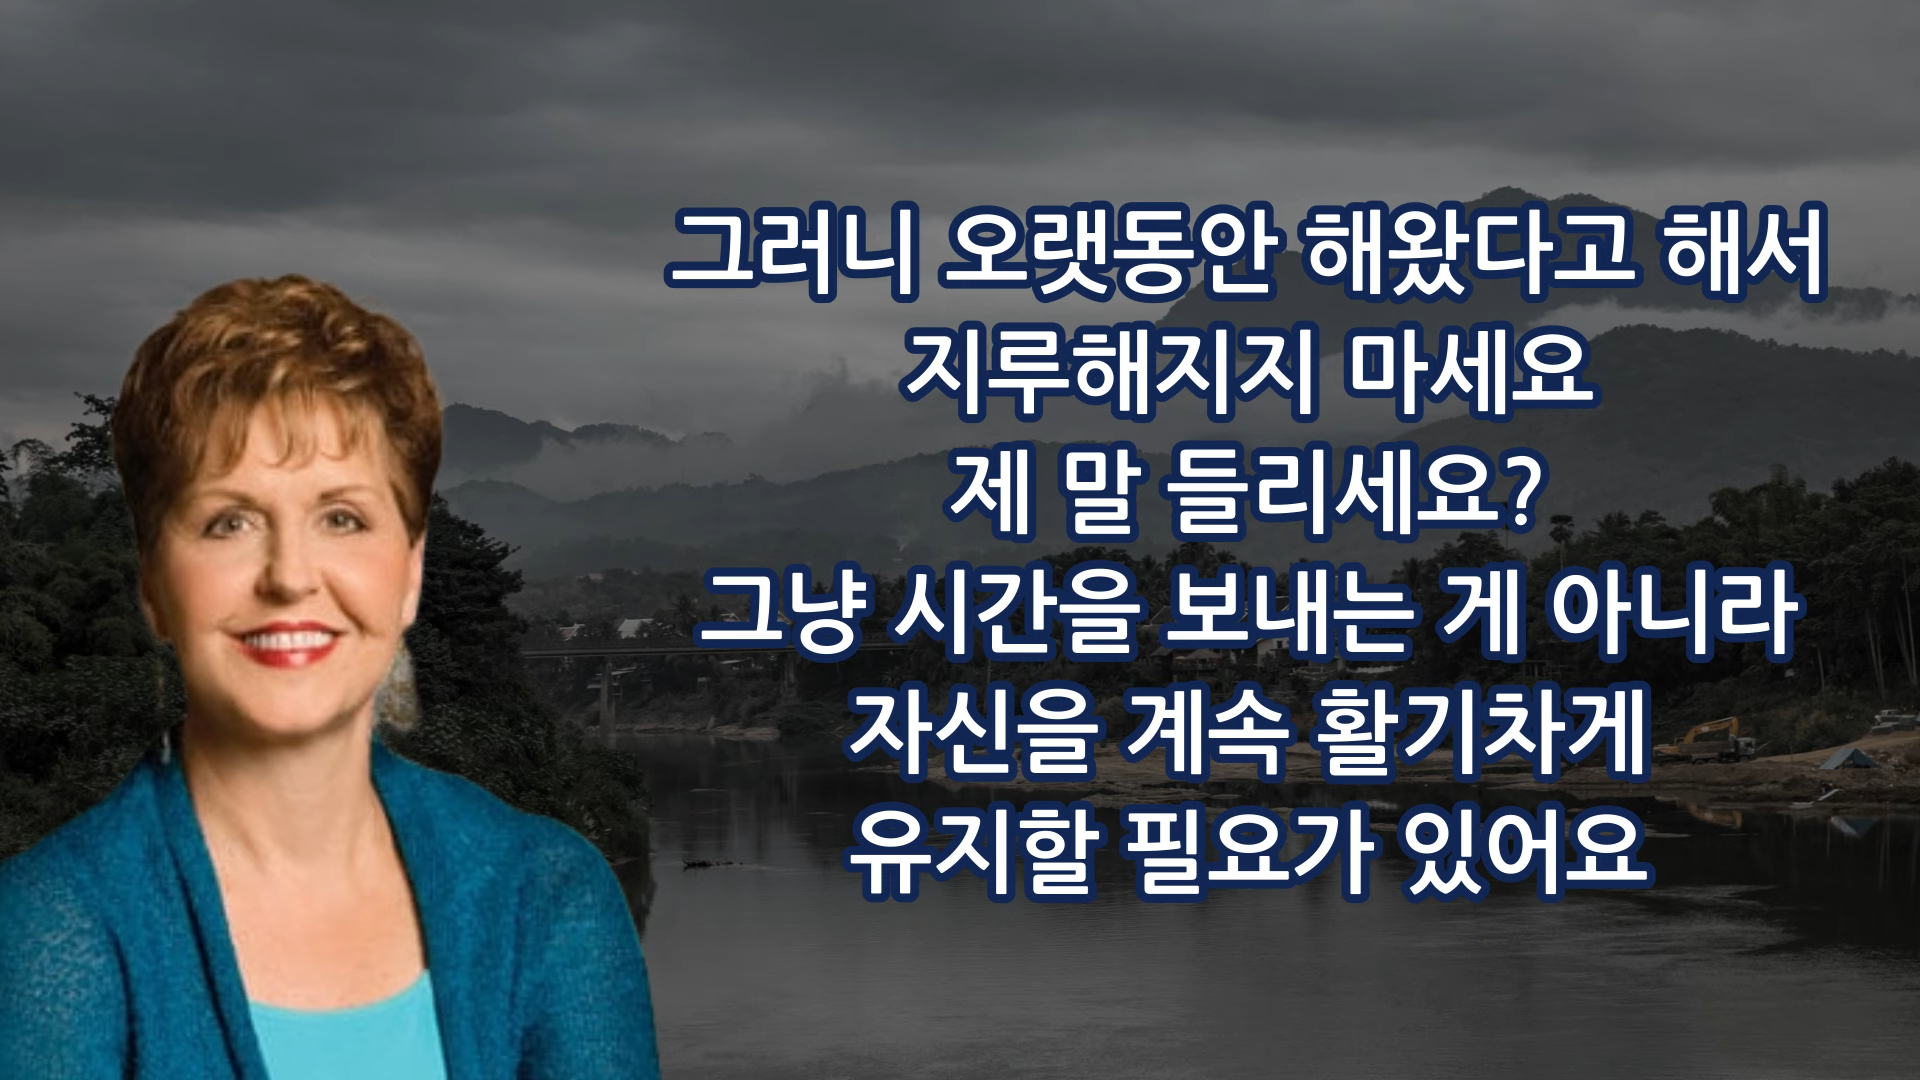 그러니 오랫동안 해왔다고 해서
지루해지지 마세요
제 말 들리세요?
그냥 시간을 보내는 게 아니라
자신을 계속 활기차게
유지할 필요가 있어요